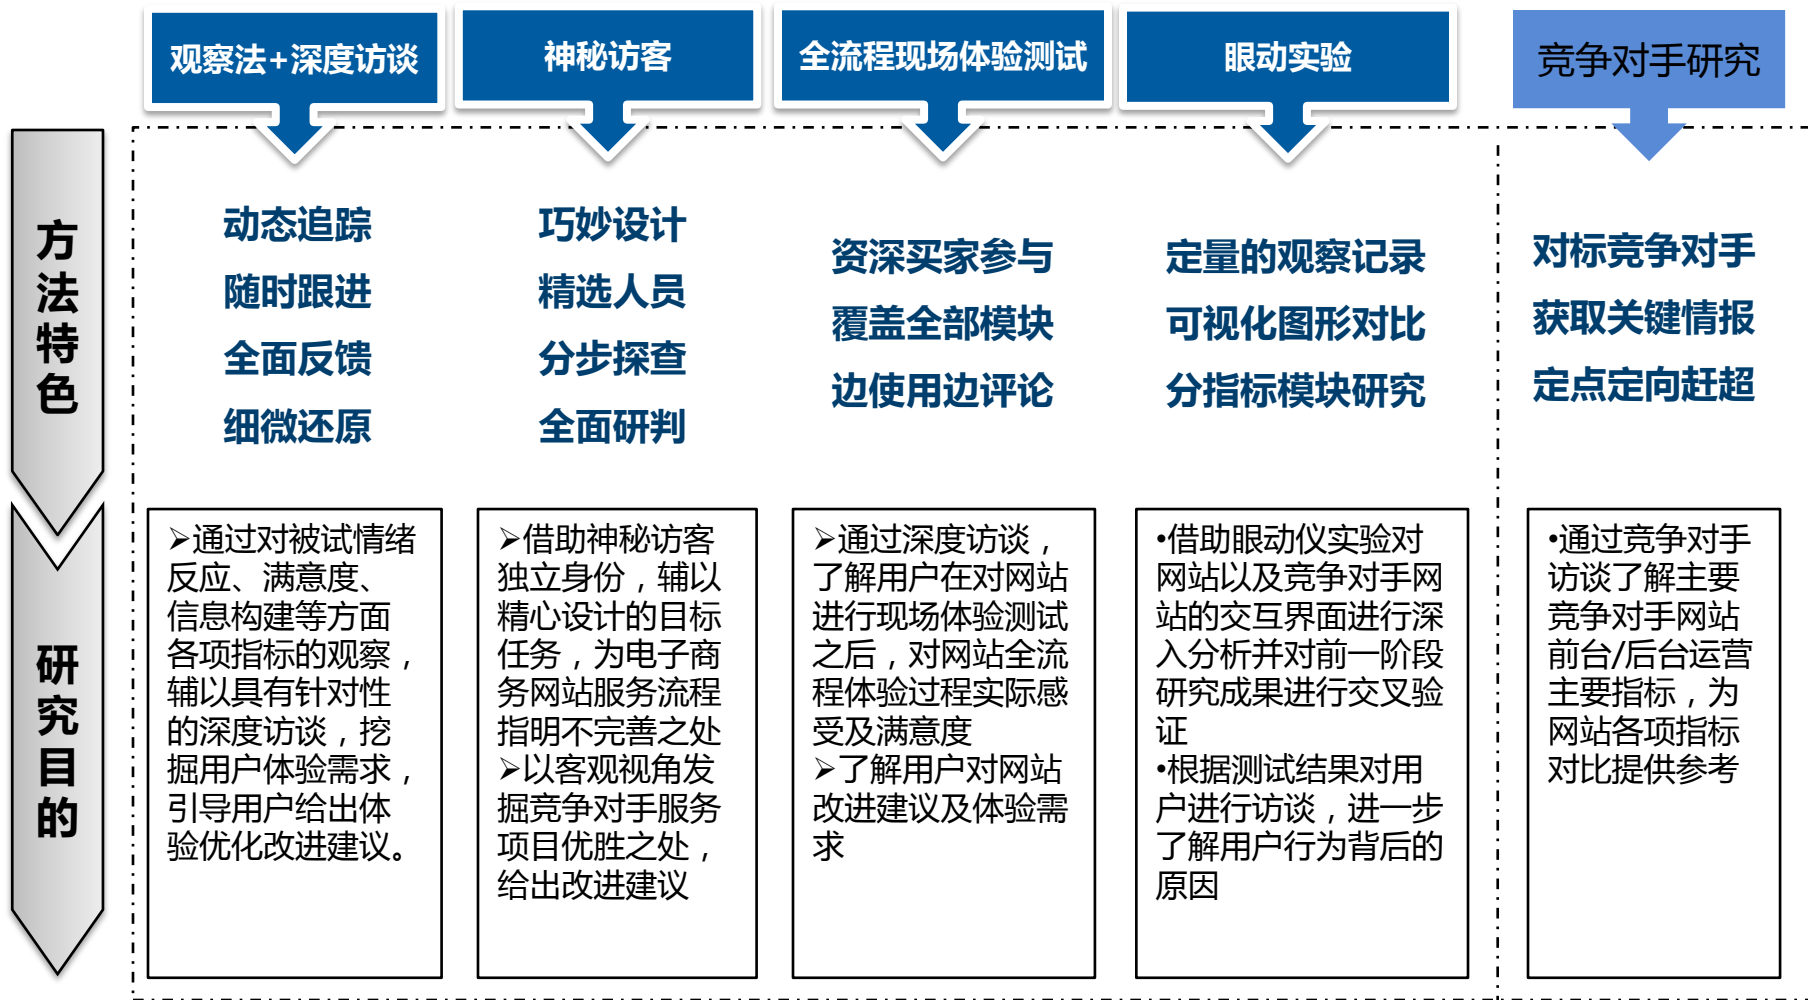 观察法+深度访谈
神秘访客
全流程现场体验测试
眼动实验
竞争对手研究
方
法
特
色
动态追踪
随时跟进
全面反馈
细微还原
巧妙设计
精选人员
分步探查
全面研判
资深买家参与
覆盖全部模块
边使用边评论
定量的观察记录
可视化图形对比
分指标模块研究
对标竞争对手
获取关键情报
定点定向赶超
研
究
目
的
➢通过对被试情绪
反应、满意度、
信息构建等方面
各项指标的观察，
辅以具有针对性
的深度访谈，挖
掘用户体验需求，
引导用户给出体
验优化改进建议。
➢借助神秘访客
独立身份，辅以
精心设计的目标
任务，为电子商
务网站服务流程
指明不完善之处
➢以客观视角发
掘竞争对手服务
项目优胜之处，
给出改进建议
➢通过深度访谈，
了解用户在对网站
进行现场体验测试
之后，对网站全流
程体验过程实际感
受及满意度
➢了解用户对网站
改进建议及体验需
求
•借助眼动仪实验对
网站以及竞争对手网
站的交互界面进行深
入分析并对前一阶段
研究成果进行交叉验
证
•根据测试结果对用
户进行访谈，进一步
了解用户行为背后的
原因
•通过竞争对手
访谈了解主要
竞争对手网站
前台/后台运营
主要指标，为
网站各项指标
对比提供参考